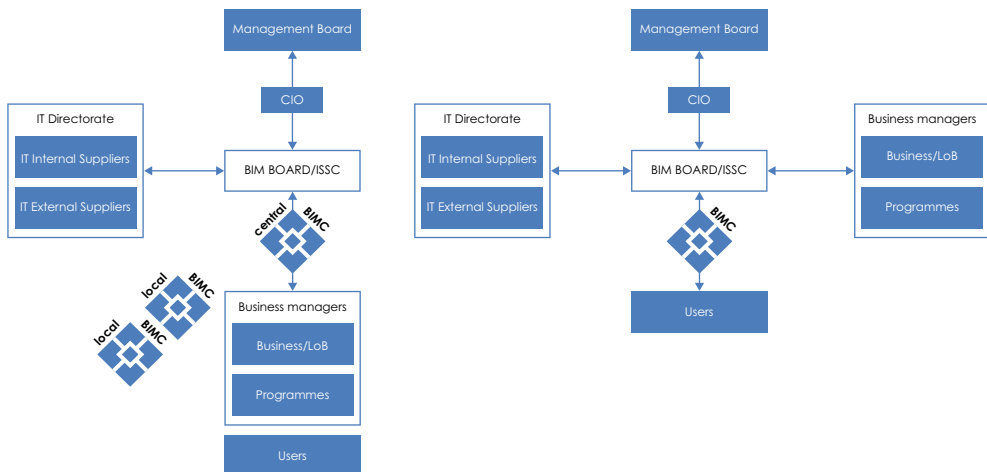 Management Board
CIO
IT Directorate
IT Internal Suppliers
IT External Suppliers
BIM BOARD/ISSC
central
BIMC
local
BIMC
local
BIMC
Business managers
Business/LoB
Programmes
Users
Management Board
CIO
IT Directorate
IT Internal Suppliers
IT External Suppliers
BIM BOARD/ISSC
Business managers
Business/LoB
Programmes
BIMC
Users